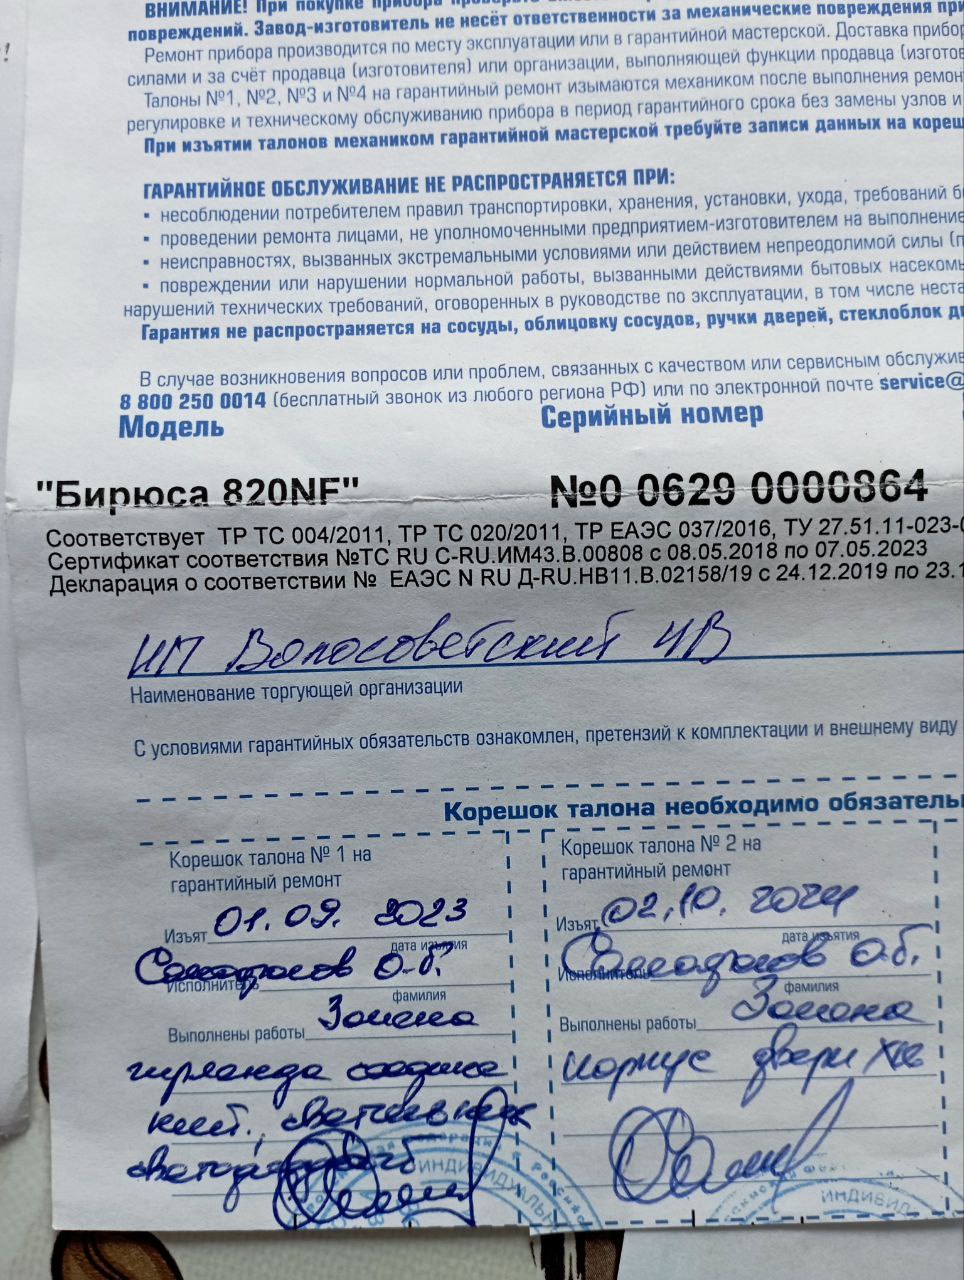 ВНИМАНИЕ! При покупке прибора
повреждений. Завод-изготовитель не несёт ответственности за механические повреждения при
Ремонт прибора производится по месту эксплуатации или в гарантийной мастерской. Доставка прибор
силами и за счёт продавца (изготовителя) или организации, выполняющей функции продавца (изготов
Талоны №1, №2, №3 и №4 на гарантийный ремонт изымаются механиком после выполнения ремон
регулировке и техническому обслуживанию прибора в период гарантийного срока без замены узлов и
При изъятии талонов механиком гарантийной мастерской требуйте записи данных на кореш
ГАРАНТИЙНОЕ ОБСЛУЖИВАНИЕ НЕ РАСПРОСТРАНЯЕТСЯ ПРИ:
▪ несоблюдении потребителем правил транспортировки, хранения, установки, ухода, требований б
▪ проведении ремонта лицами, не уполномоченными предприятием-изготовителем на выполнение
▪ неисправностях, вызванных экстремальными условиями или действием непреодолимой силы (п
▪ повреждении или нарушении нормальной работы, вызванными действиями бытовых насеком
нарушений технических требований, оговоренных в руководстве по эксплуатации, в том числе неста
Гарантия не распространяется на сосуды, облицовку сосудов, ручки дверей, стеклоблок д
В случае возникновения вопросов или проблем, связанных с качеством или сервисным обслужив
8 800 250 0014 (бесплатный звонок из любого региона РФ) или по электронной почте service@
Модель Серийный номер
"Бирюса 820NF" №0 0629 0000864
Соответствует ТР ТС 004/2011, ТР ТС 020/2011, ТР ЕАЭС 037/2016, ТУ 27.51.11-023-0
Сертификат соответствия №ТС RU C-RU.ИМ43.В.00808 с 08.05.2018 по 07.05.2023
Декларация о соответствии № ЕАЭС N RU Д-RU.НВ11.В.02158/19 с 24.12.2019 по 23.1
ИП Волосоветский ЧВ
Наименование торгующей организации
С условиями гарантийных обязательств ознакомлен, претензий к комплектации и внешнему виду
Корешок талона необходимо обязатель
Корешок талона № 1 на
гарантийный ремонт
Изъят 01.09. 2023
дата изъятия
О.Б.
Исполнитель
фамилия
Выполнены работы Замена
гирлянда
Корешок талона № 2 на
гарантийный ремонт
Изъят 02.10. 2024
дата изъятия
О.Б.
Исполнитель
фамилия
Выполнены работы Замена
корпус двери
ИНДИВИДУАЛЬН
ИНДИВИД